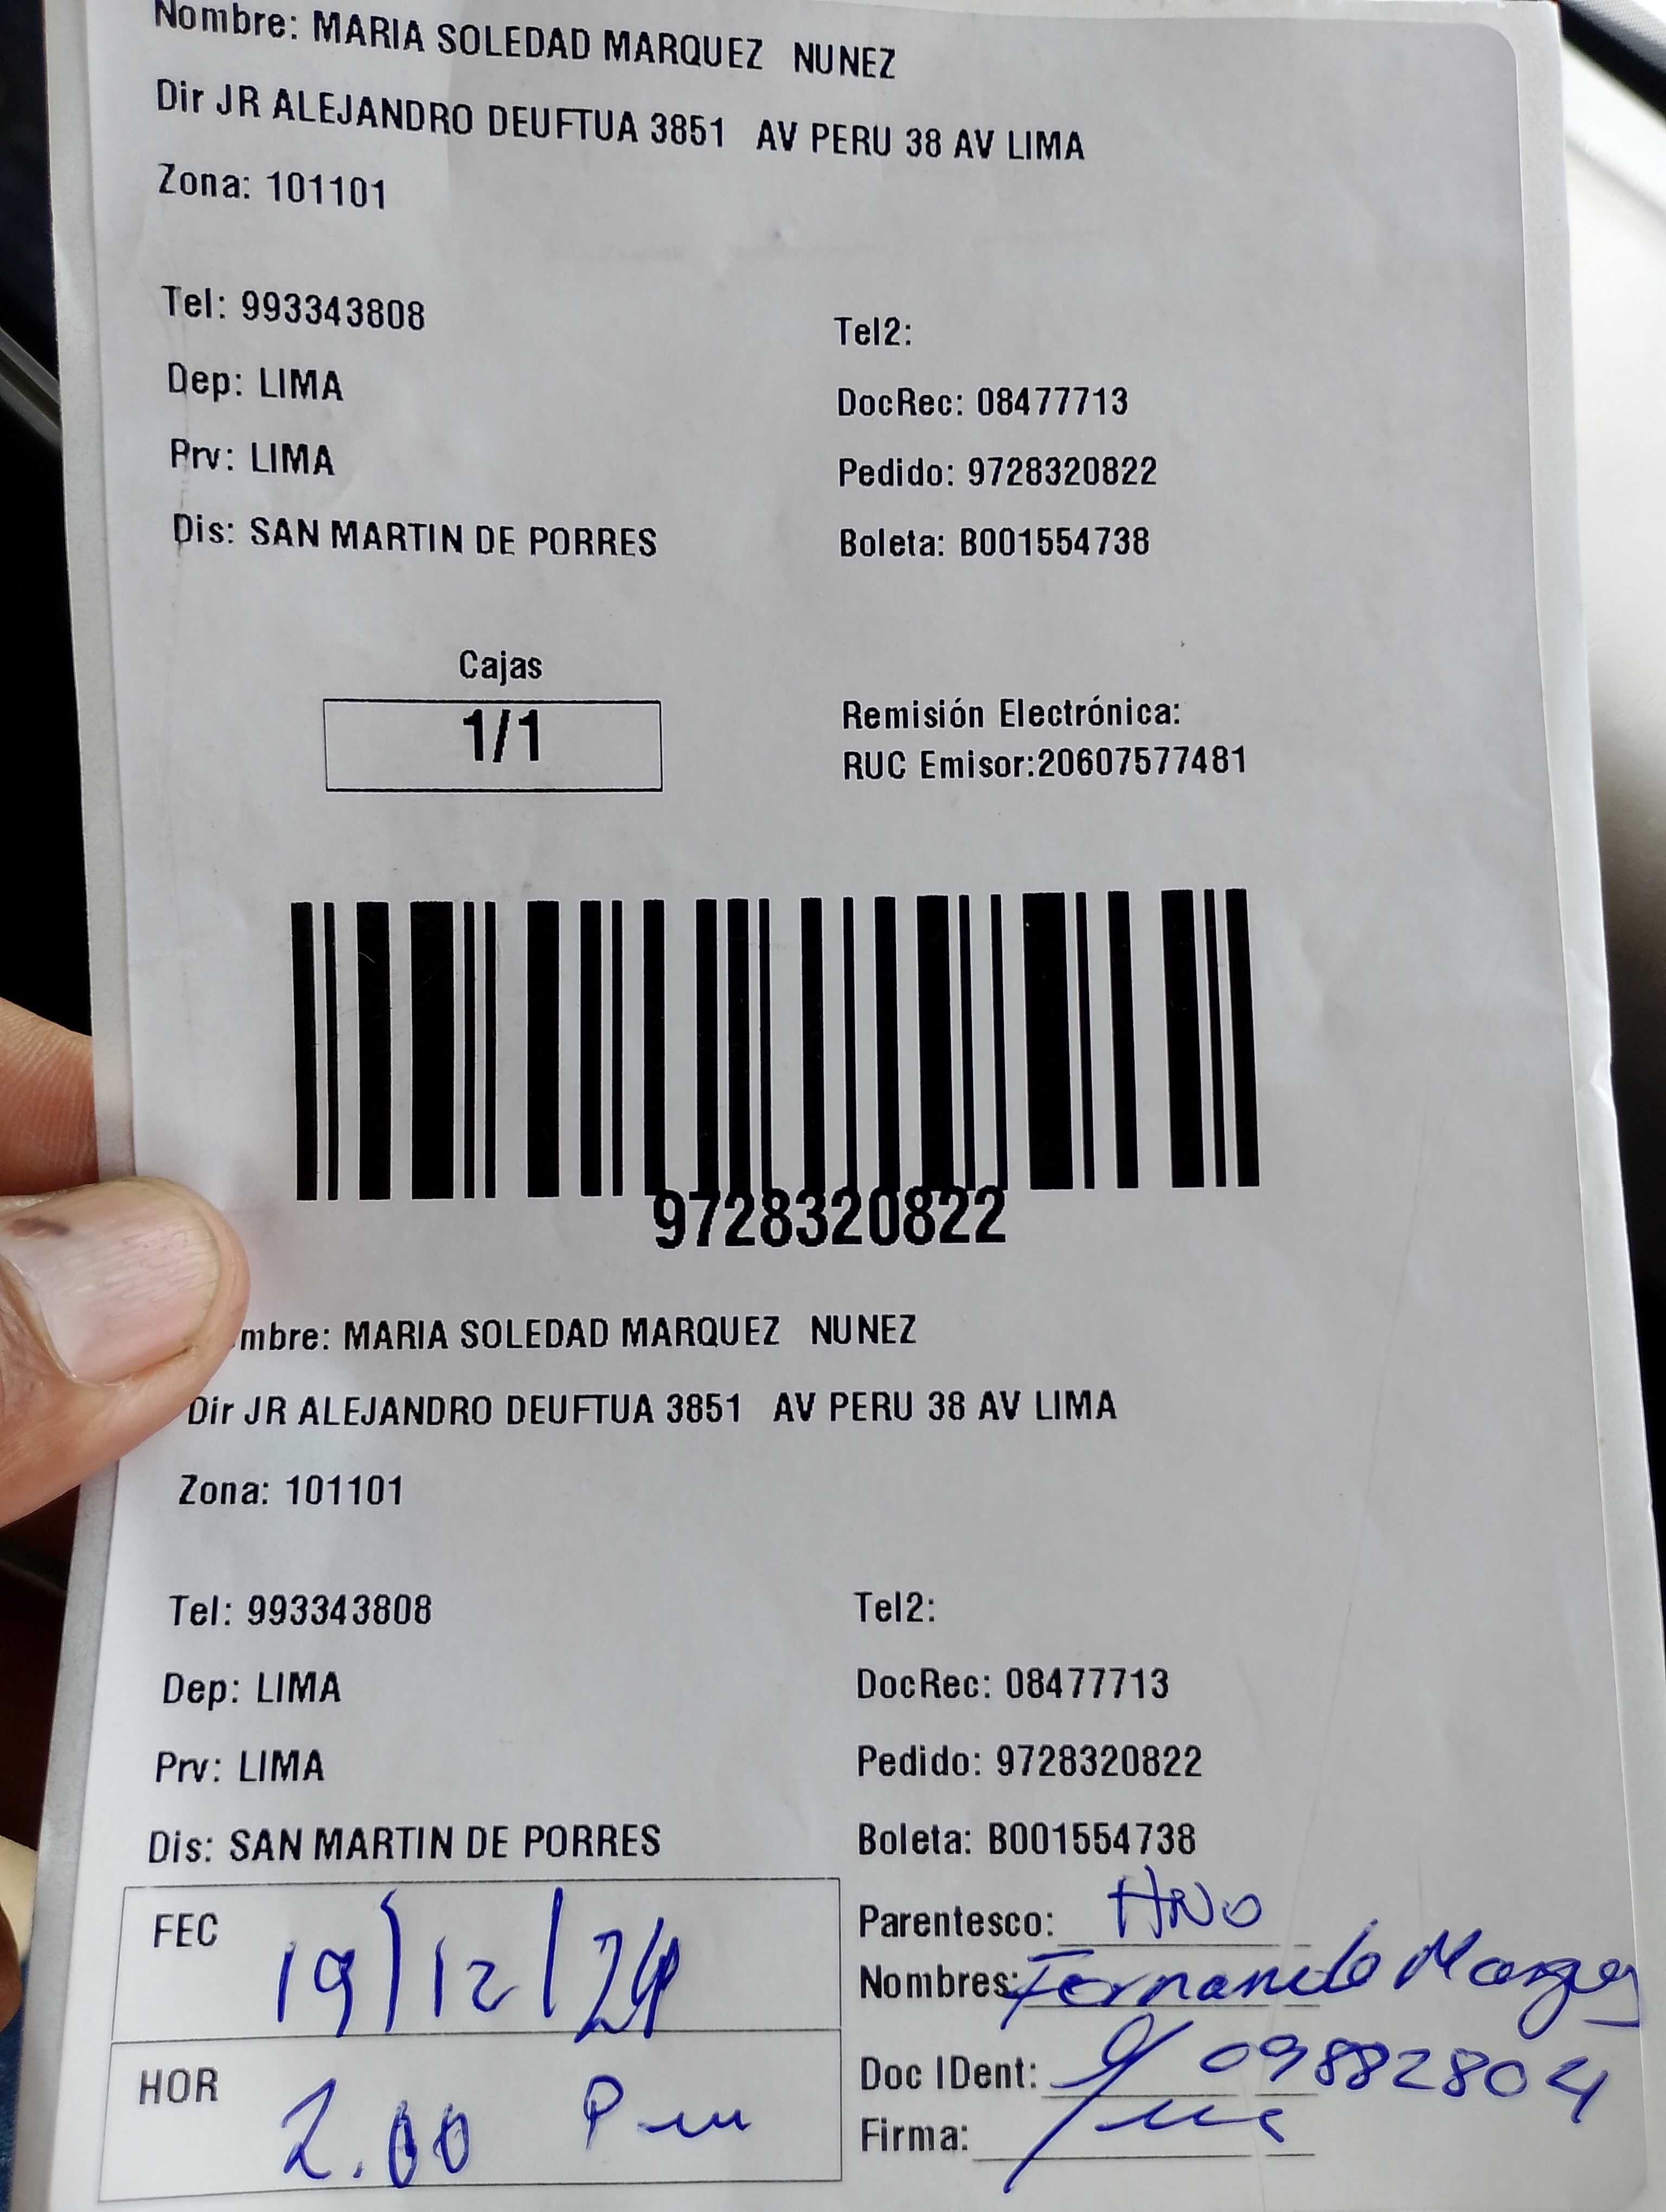 Nombre: MARIA SOLEDAD MARQUEZ NUNEZ
Dir JR ALEJANDRO DEUFTUA 3851 AV PERU 38 AV LIMA
Zona: 101101
Tel: 993343808
Tel2:
Dep: LIMA
DocRec: 08477713
Prv: LIMA
Pedido: 9728320822
Dis: SAN MARTIN DE PORRES
Boleta: B001554738
Cajas
1/1
Remisión Electrónica:
RUC Emisor:20607577481
9728320822
mbre: MARIA SOLEDAD MARQUEZ NUNEZ
Dir JR ALEJANDRO DEUFTUA 3851 AV PERU 38 AV LIMA
Zona: 101101
Tel: 993343808
Tel2:
Dep: LIMA
DocRec: 08477713
Prv: LIMA
Pedido: 9728320822
Dis: SAN MARTIN DE PORRES
Boleta: B001554738
FEC 19/12/24
Parentesco: HNO
Nombres: Fernando Marquez
HOR 2.00 Pm
Doc IDent: 09882804
Firma: